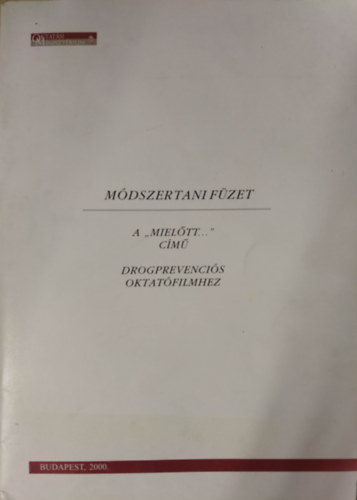 MÓDSZERTANI FÜZET
A „MIELŐTT..."
CÍMŰ
DROGPREVENCIÓS
OKTATÓFILMHEZ
BUDAPEST, 2000.